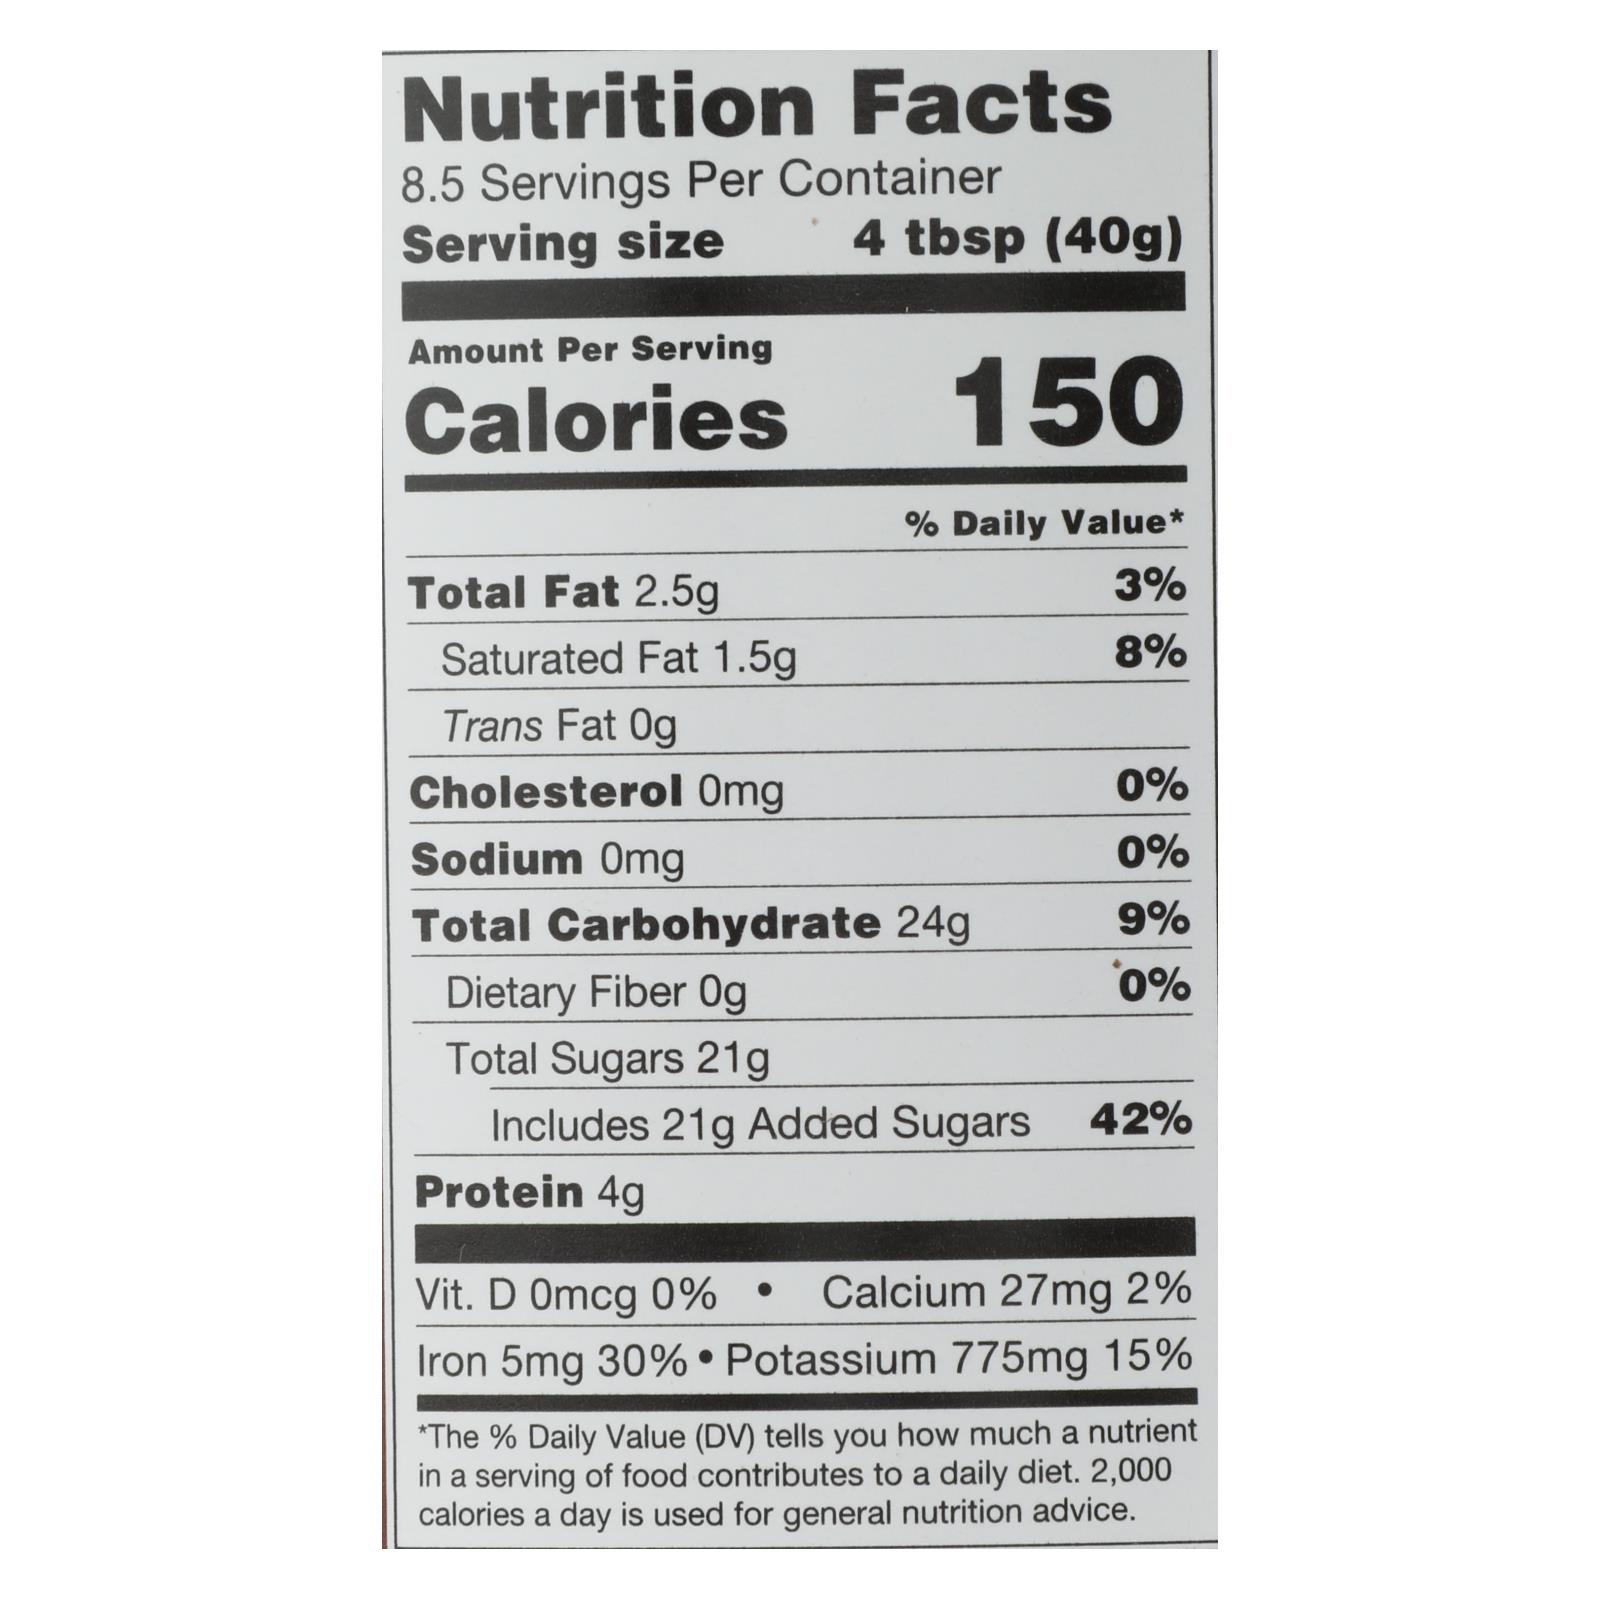 Nutrition Facts
8.5 Servings Per Container
Serving size 4 tbsp (40g)
Amount Per Serving
Calories 150
% Daily Value*
Total Fat 2.5g 3%
Saturated Fat 1.5g 8%
Trans Fat 0g
Cholesterol 0mg 0%
Sodium 0mg 0%
Total Carbohydrate 24g 9%
Dietary Fiber 0g 0%
Total Sugars 21g
Includes 21g Added Sugars 42%
Protein 4g
Vit. D 0mcg 0% • Calcium 27mg 2%
Iron 5mg 30% • Potassium 775mg 15%
*The % Daily Value (DV) tells you how much a nutrient
in a serving of food contributes to a daily diet. 2,000
calories a day is used for general nutrition advice.